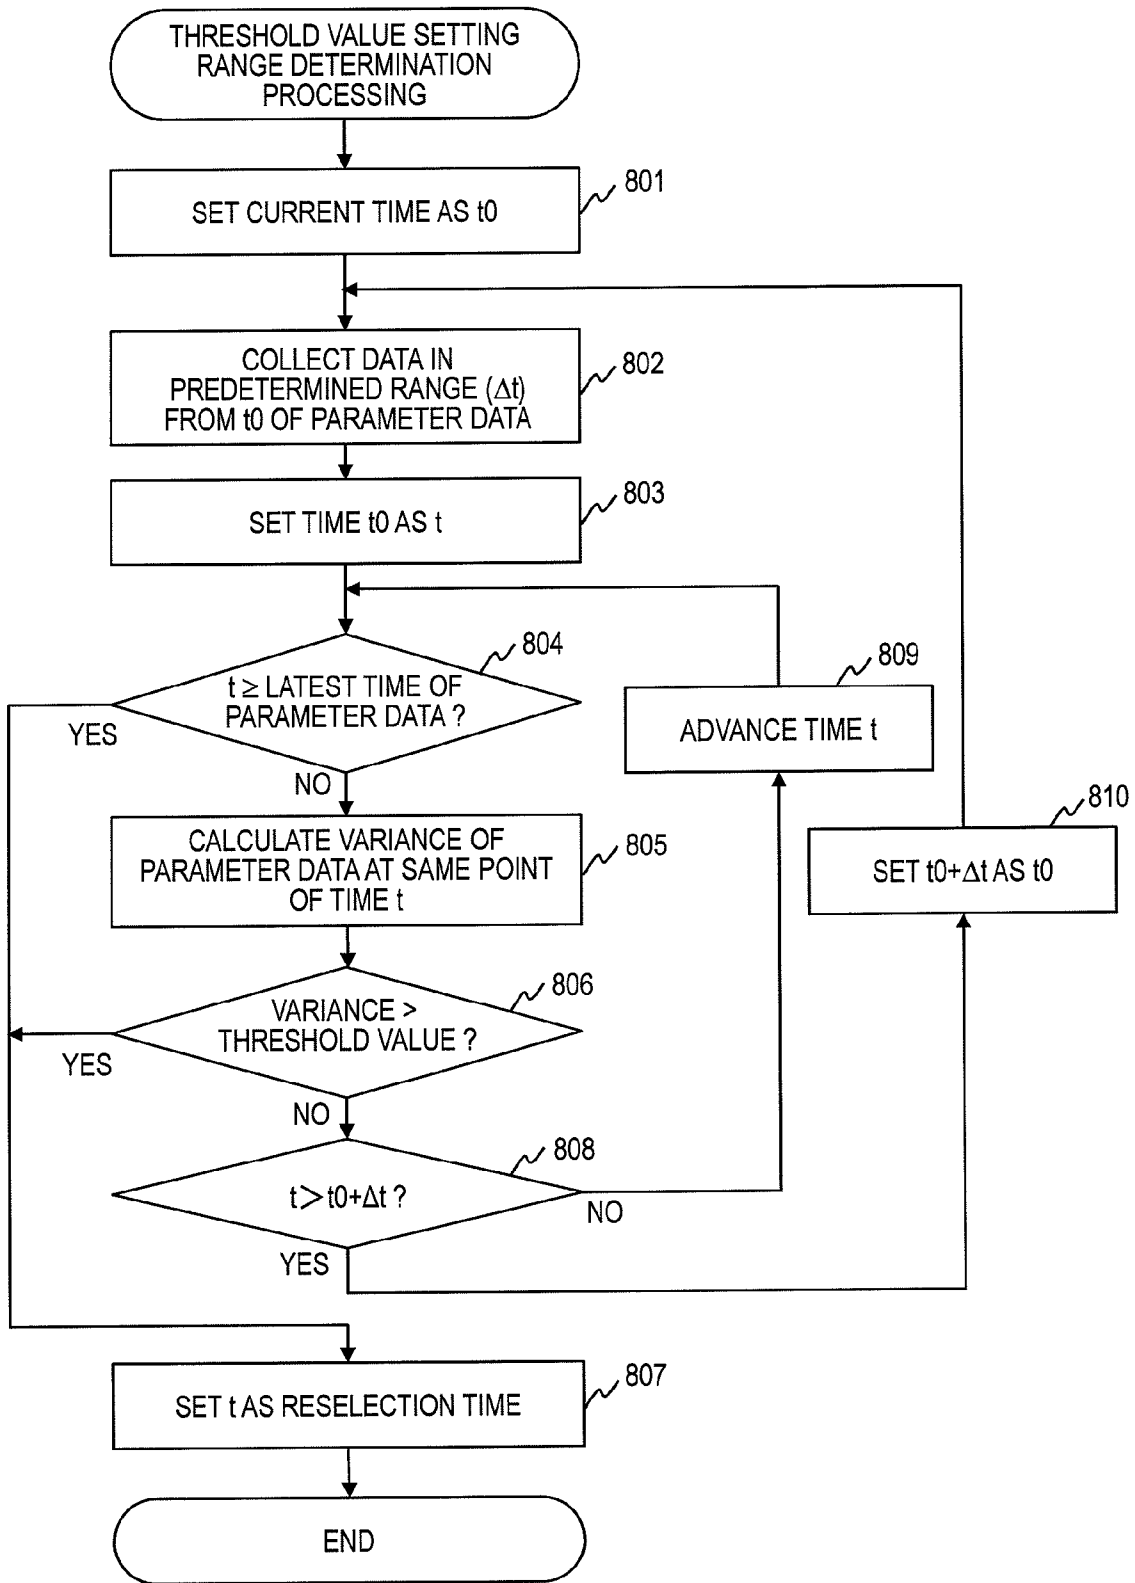 THRESHOLD VALUE SETTING
RANGE DETERMINATION
PROCESSING
801
SET CURRENT TIME AS t0
802
COLLECT DATA IN
PREDETERMINED RANGE (Δt)
FROM t0 OF PARAMETER DATA
803
SET TIME t0 AS t
804
t ≥ LATEST TIME OF
PARAMETER DATA ?
YES
NO
809
ADVANCE TIME t
810
SET t0+Δt AS t0
805
CALCULATE VARIANCE OF
PARAMETER DATA AT SAME POINT
OF TIME t
806
VARIANCE >
THRESHOLD VALUE ?
YES
NO
808
t > t0+Δt ?
NO
YES
807
SET t AS RESELECTION TIME
END